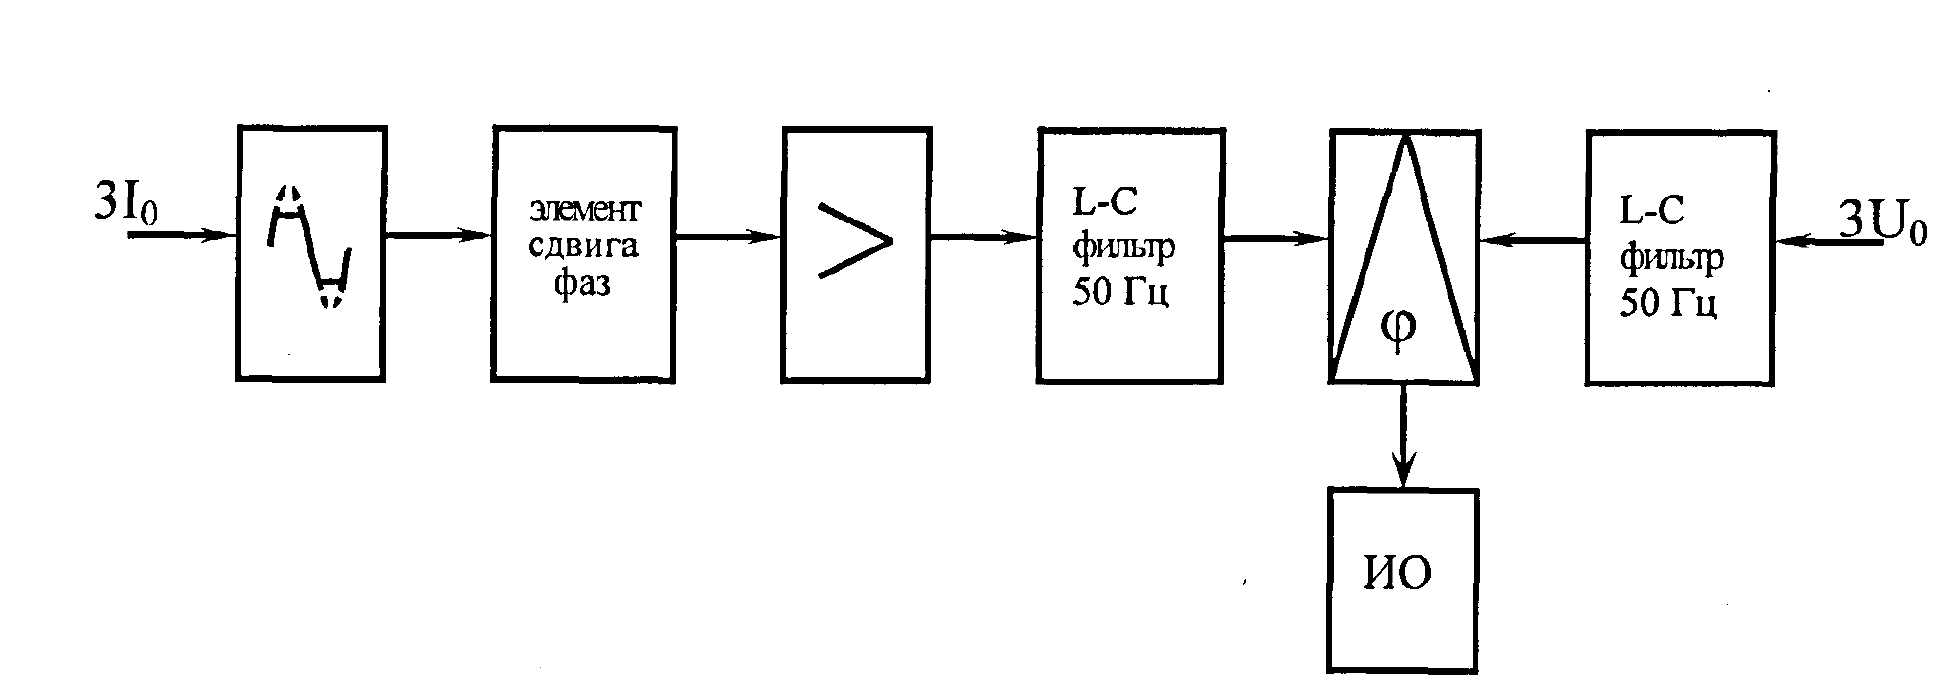 3I₀
элемент
сдвига
фаз
L-C
фильтр
50 Гц
φ
L-C
фильтр
50 Гц
3U₀
ИО